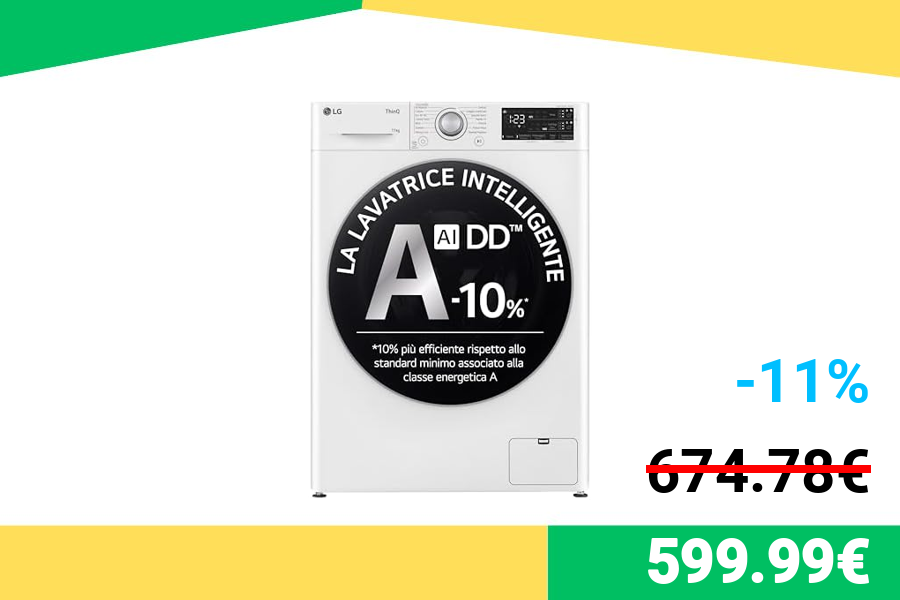 LG
ThinQ
11kg
1:23
LA LAVATRICE INTELLIGENTE
A AI DD™
-10%*
*10% più efficiente rispetto allo
standard minimo associato alla
classe energetica A
-11%
674.78€
599.99€